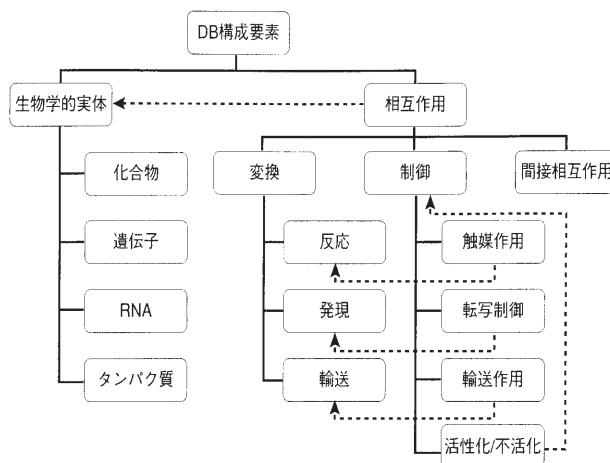 DB構成要素
生物学的実体
相互作用
化合物
遺伝子
RNA
タンパク質
変換
制御
間接相互作用
反応
発現
輸送
触媒作用
転写制御
輸送作用
活性化/不活化